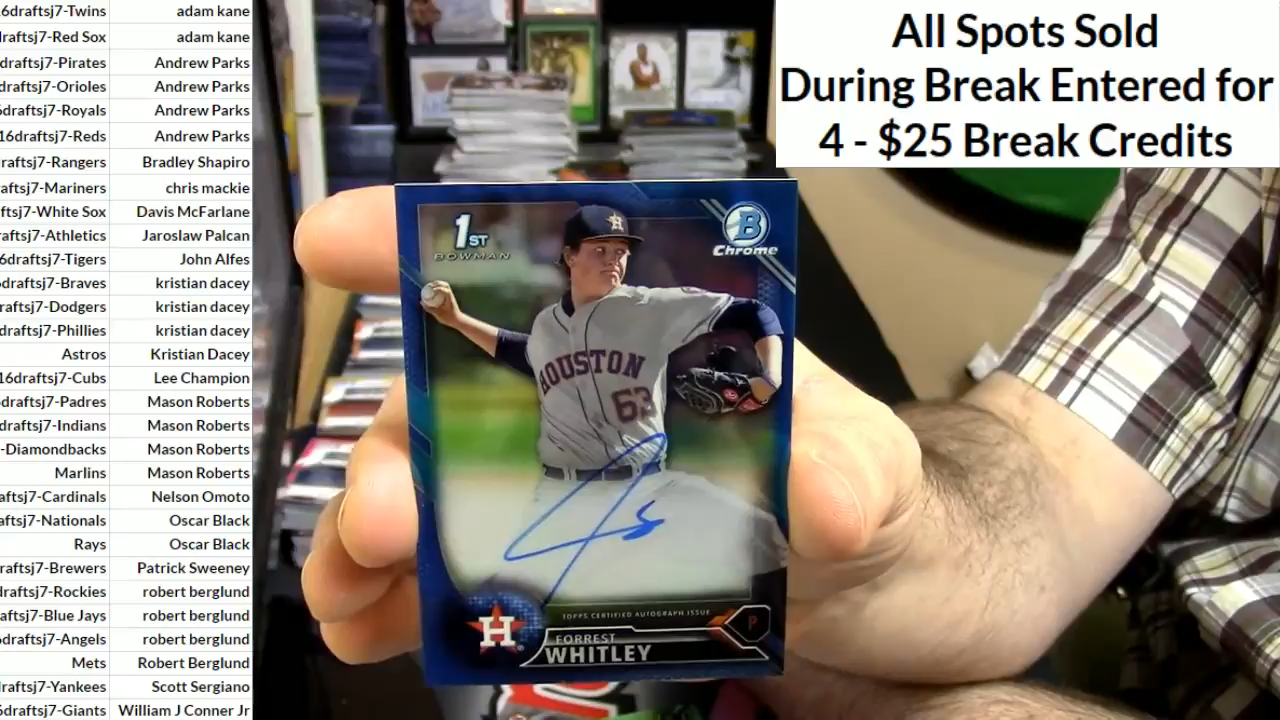 6draftsj7-Twins adam kane
raftsj7-Red Sox adam kane
draftsj7-Pirates Andrew Parks
draftsj7-Orioles Andrew Parks
6draftsj7-Royals Andrew Parks
16draftsj7-Reds Andrew Parks
raftsj7-Rangers Bradley Shapiro
aftsj7-Mariners chris mackie
ftsj7-White Sox Davis McFarlane
raftsj7-Athletics Jaroslaw Palcan
6draftsj7-Tigers John Alfes
6draftsj7-Braves kristian dacey
raftsj7-Dodgers kristian dacey
draftsj7-Phillies kristian dacey
Astros Kristian Dacey
16draftsj7-Cubs Lee Champion
draftsj7-Padres Mason Roberts
draftsj7-Indians Mason Roberts
-Diamondbacks Mason Roberts
Marlins Mason Roberts
aftsj7-Cardinals Nelson Omoto
aftsj7-Nationals Oscar Black
Rays Oscar Black
raftsj7-Brewers Patrick Sweeney
draftsj7-Rockies robert berglund
aftsj7-Blue Jays robert berglund
6draftsj7-Angels robert berglund
Mets Robert Berglund
raftsj7-Yankees Scott Sergiano
6draftsj7-Giants William J Conner Jr
All Spots Sold
During Break Entered for
4 - $25 Break Credits
1ST
BOWMAN
B
Chrome
H
HOUSTON
63
TOPPS CERTIFIED AUTOGRAPH ISSUE
H
P
FORREST
WHITLEY